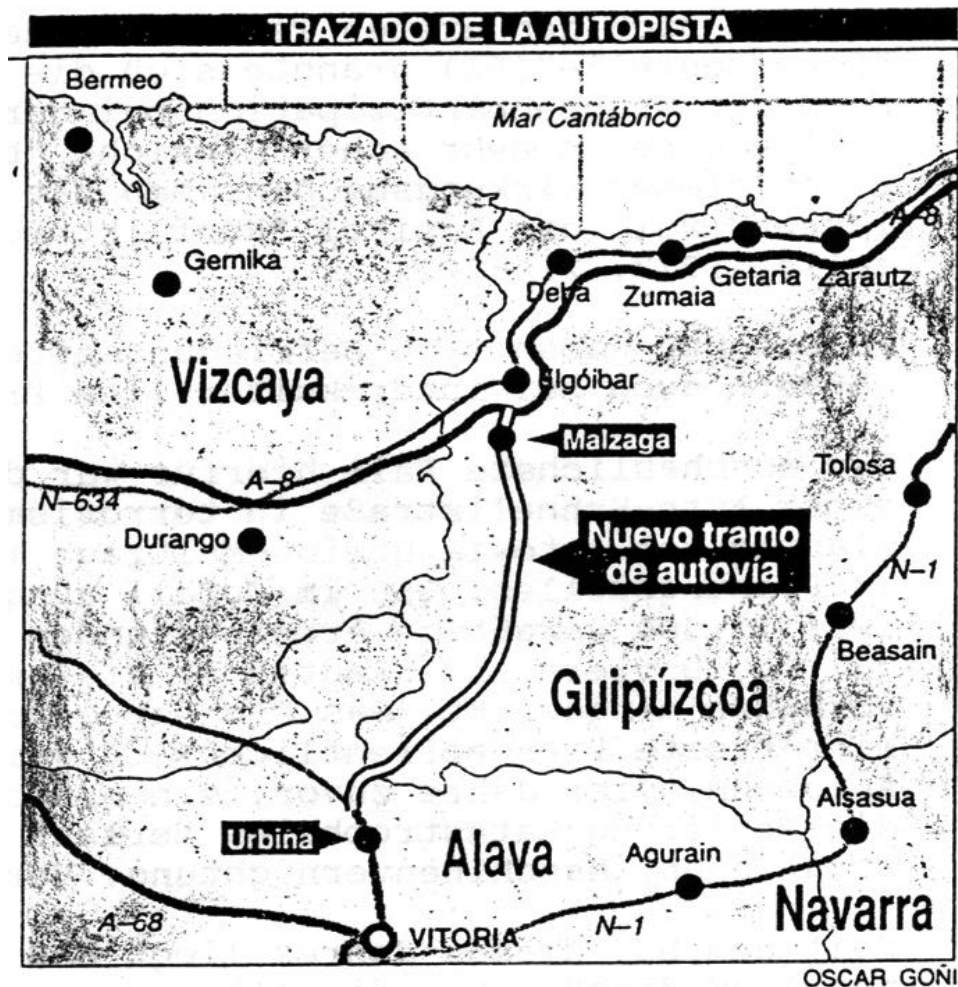 TRAZADO DE LA AUTOPISTA
Bermeo
Mar Cantábrico
A–8
Gernika
Deba
Zumaia
Getaria
Zarautz
Vizcaya
Elgóibar
Malzaga
Tolosa
A–8
N–634
Durango
Nuevo tramo
de autovía
N–1
Beasain
Guipúzcoa
Alsasua
Urbina
Alava
Agurain
Navarra
A–68
VITORIA
N–1
OSCAR GOÑI